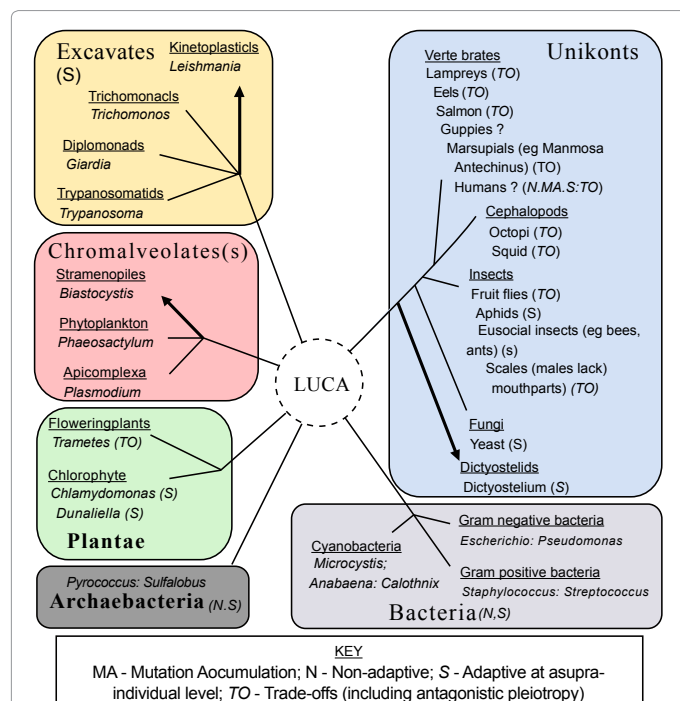 Excavates
(S)
Kinetoplasticls
Leishmania
Trichomonacls
Trichomonos
Diplomonads
Giardia
Trypanosomatids
Trypanosoma
Chromalveolates(s)
Stramenopiles
Biastocystis
Phytoplankton
Phaeosactylum
Apicomplexa
Plasmodium
Floweringplants
Trametes (TO)
Chlorophyte
Chlamydomonas (S)
Dunaliella (S)
Plantae
Pyrococcus: Sulfalobus
Archaebacteria (N.S)
LUCA
Unikonts
Verte brates
Lampreys (TO)
Eels (TO)
Salmon (TO)
Guppies ?
Marsupials (eg Manmosa
Antechinus) (TO)
Humans ? (N.MA.S:TO)
Cephalopods
Octopi (TO)
Squid (TO)
Insects
Fruit flies (TO)
Aphids (S)
Eusocial insects (eg bees,
ants) (s)
Scales (males lack)
mouthparts) (TO)
Fungi
Yeast (S)
Dictyostelids
Dictyostelium (S)
Cyanobacteria
Microcystis;
Anabaena: Calothnix
Gram negative bacteria
Escherichio: Pseudomonas
Gram positive bacteria
Staphylococcus: Streptococcus
Bacteria(N,S)
KEY
MA - Mutation Aocumulation; N - Non-adaptive; S - Adaptive at asupra-
individual level; TO - Trade-offs (including antagonistic pleiotropy)